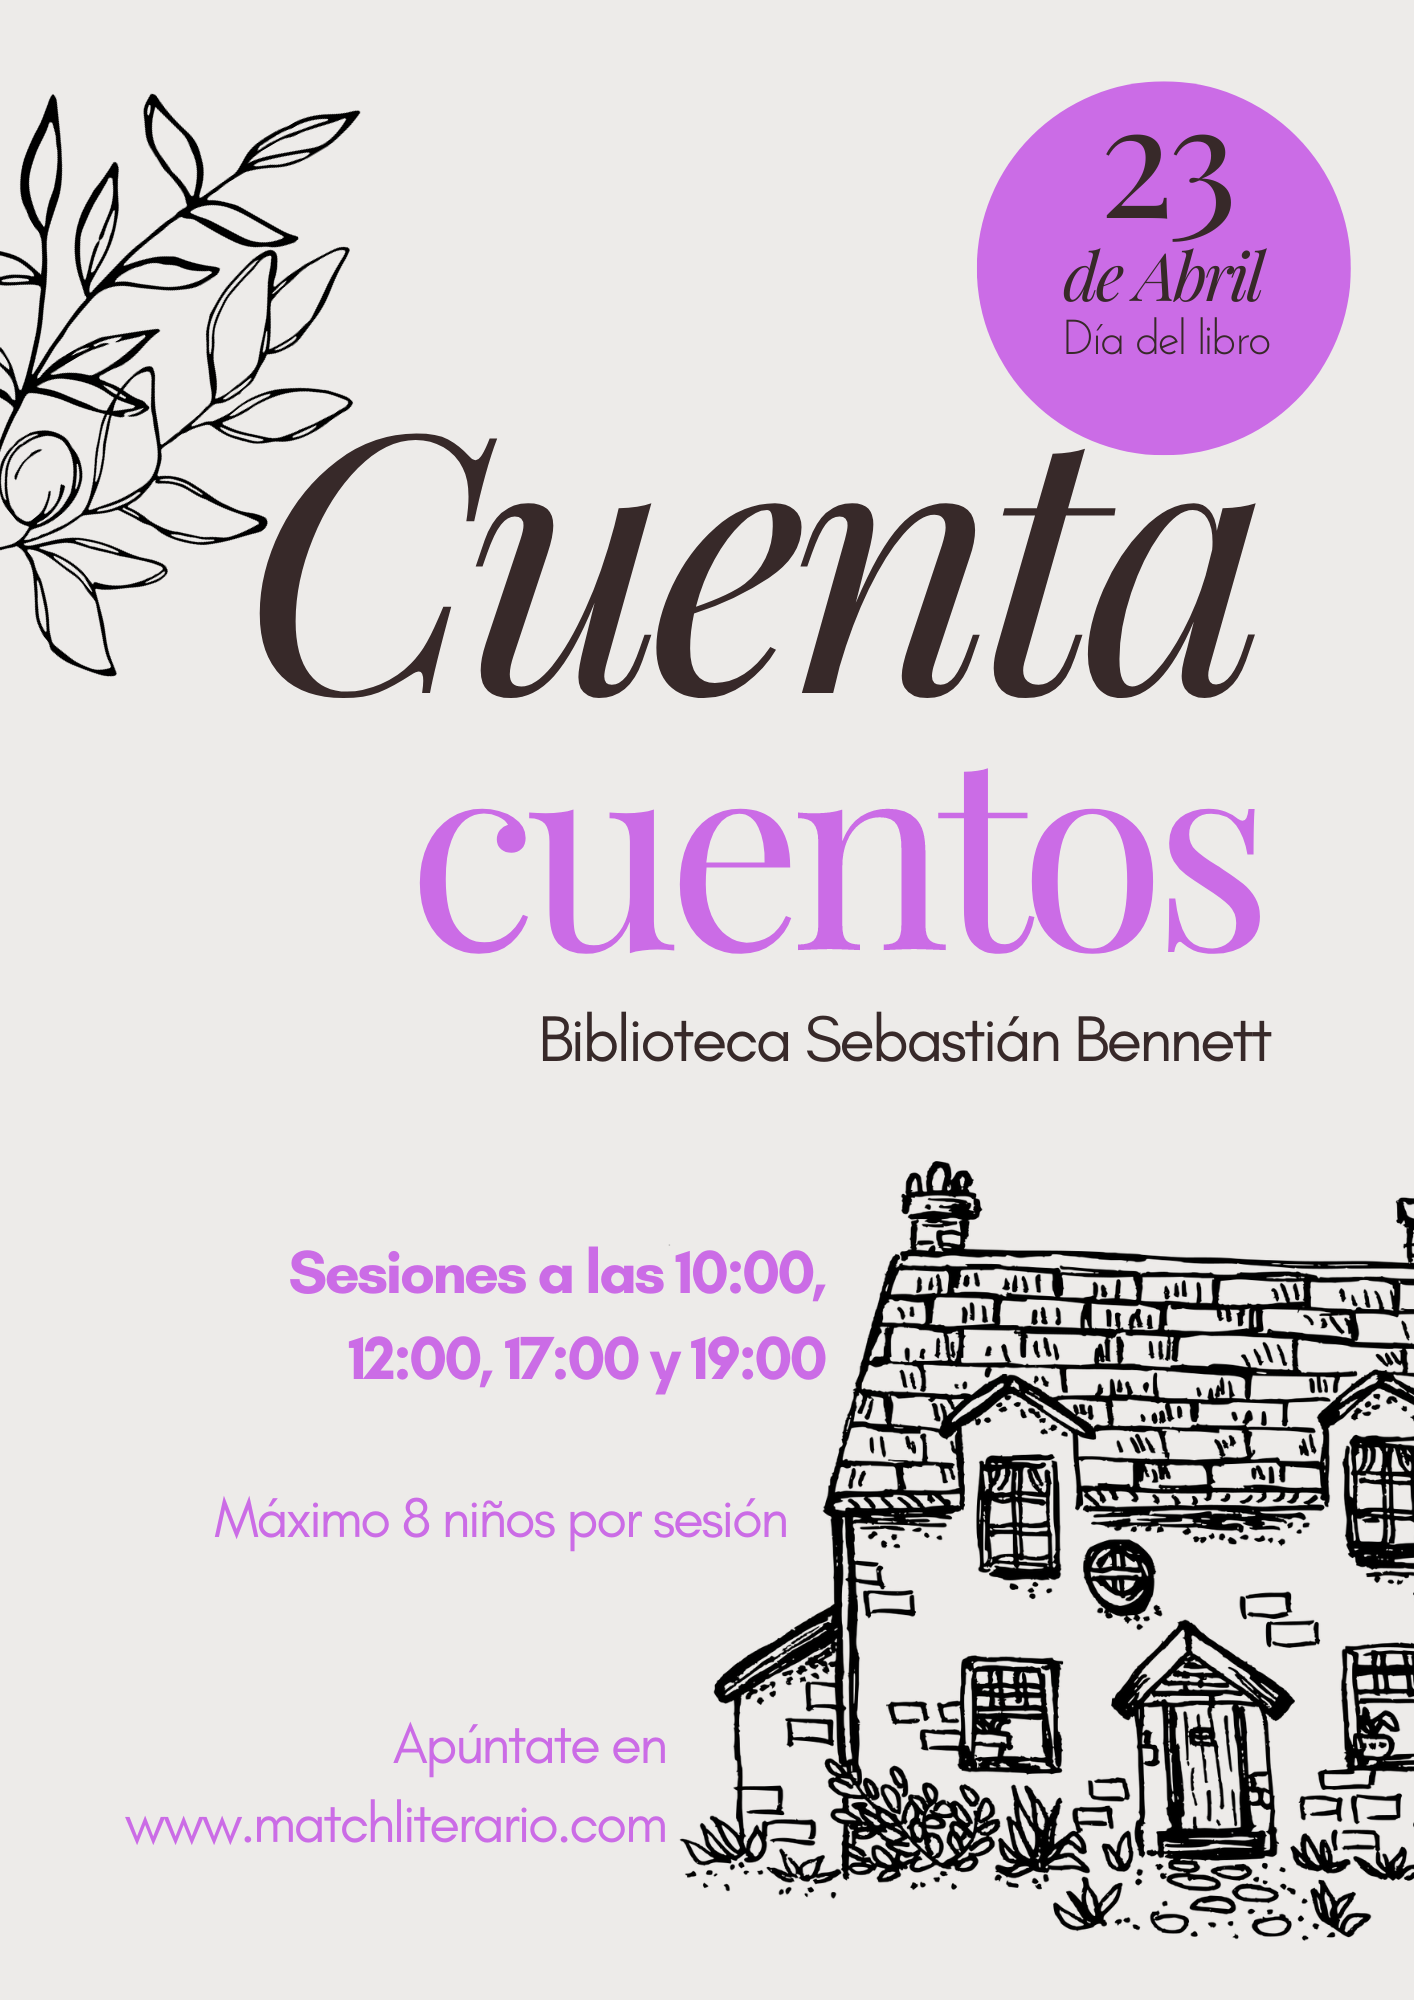 23
de Abril
Día del libro
Cuenta
cuentos
Biblioteca Sebastián Bennett
Sesiones a las 10:00,
12:00, 17:00 y 19:00
Máximo 8 niños por sesión
Apúntate en
www.matchliterario.com